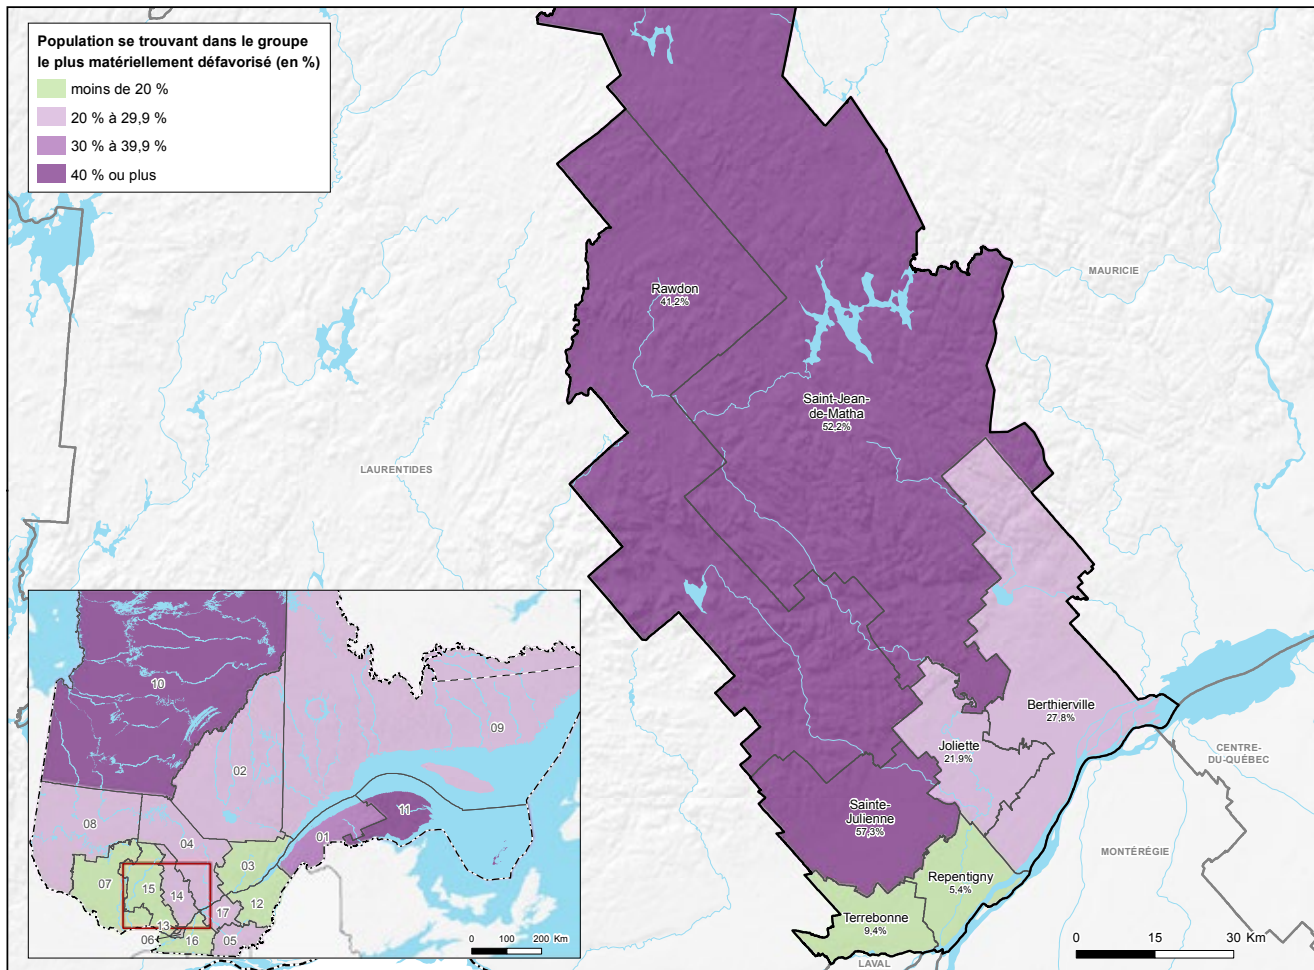 Population se trouvant dans le groupe
le plus matériellement défavorisé (en %)
moins de 20 %
20 % à 29,9 %
30 % à 39,9 %
40 % ou plus
MAURICIE
Rawdon
41,2%
Saint-Jean-
de-Matha
52,2%
LAURENTIDES
Berthierville
27,8%
Joliette
21,9%
CENTRE-
DU-QUÉBEC
Sainte-
Julienne
57,3%
MONTÉRÉGIE
Repentigny
5,4%
Terrebonne
9,4%
LAVAL
0 15 30 Km
10
09
02
11
08
01
04
03
07
15
14
12
17
13
06
16
05
0 100 200 Km